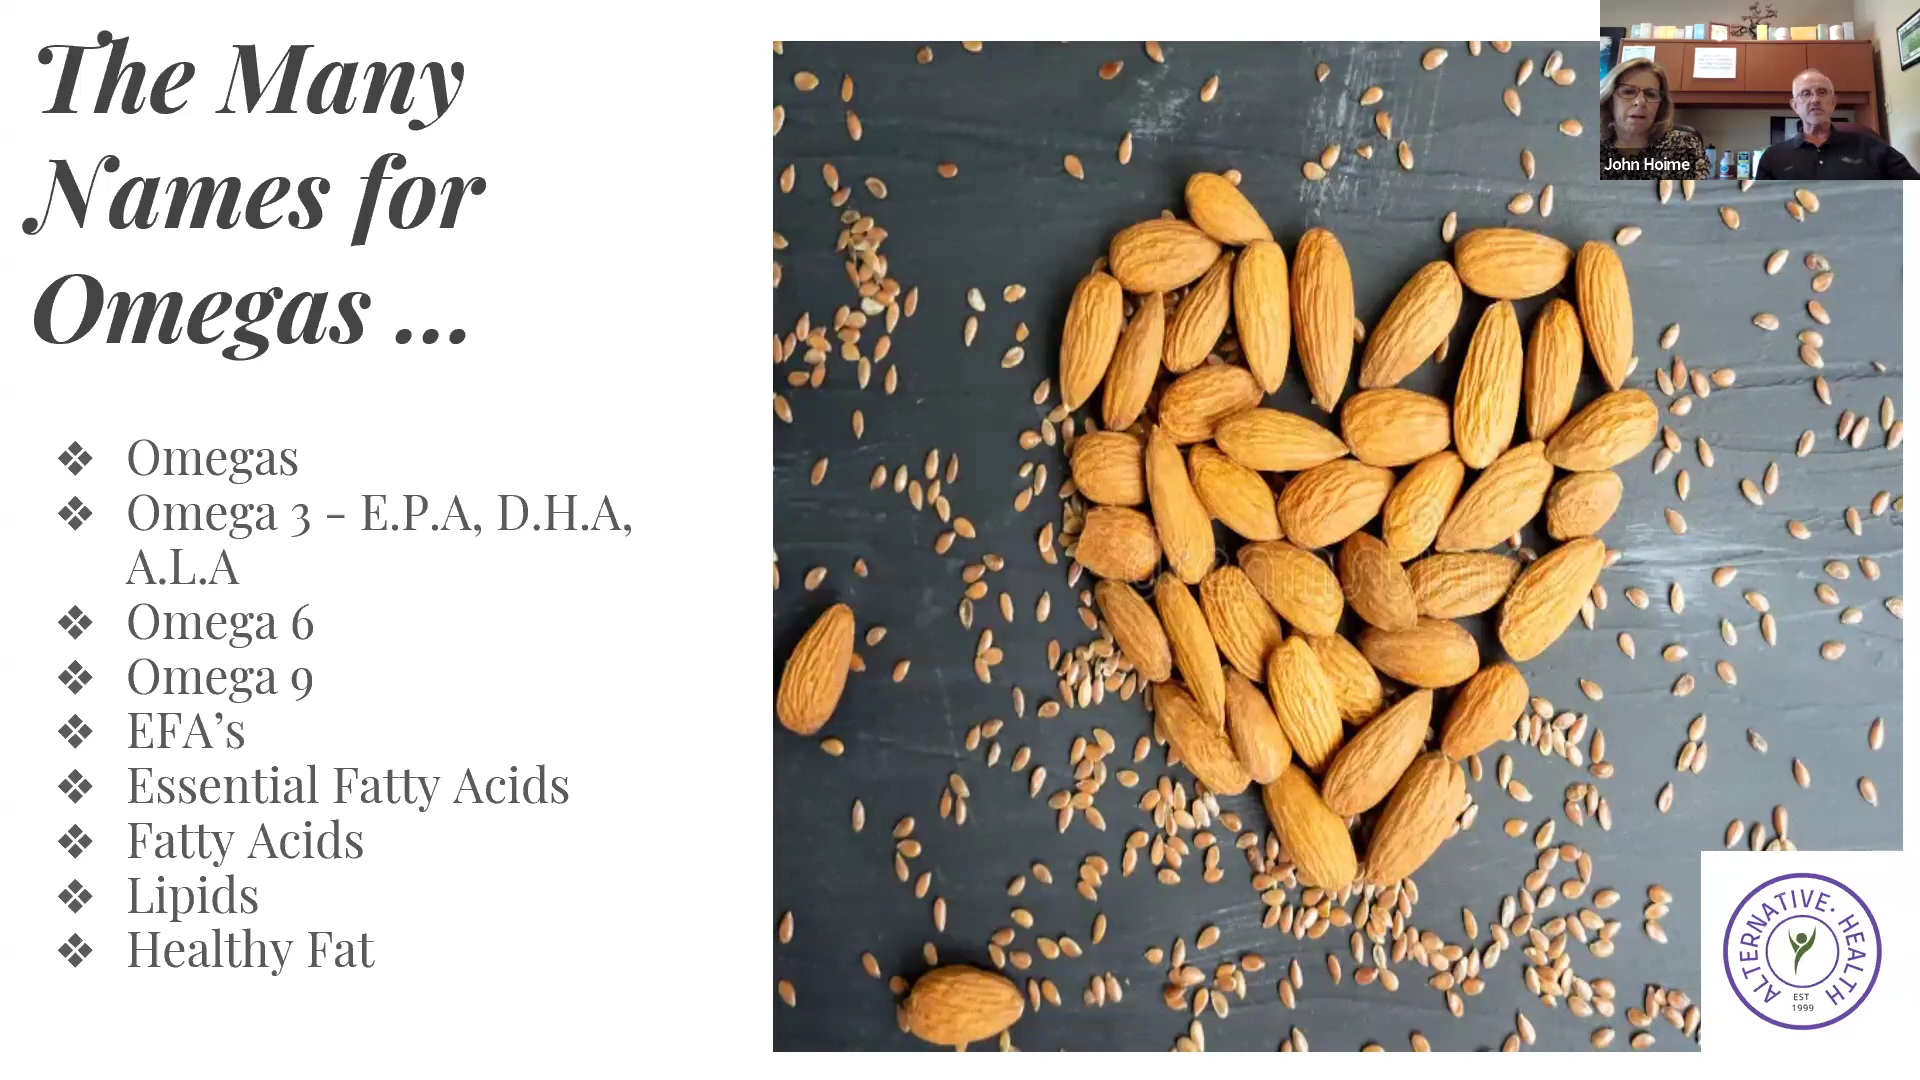 The Many
Names for
Omegas ...
❖ Omegas
❖ Omega 3 - E.P.A, D.H.A,
A.L.A
❖ Omega 6
❖ Omega 9
❖ EFA’s
❖ Essential Fatty Acids
❖ Fatty Acids
❖ Lipids
❖ Healthy Fat
John Hoime
dreamstime
ALTERNATIVE · HEALTH
EST
1999